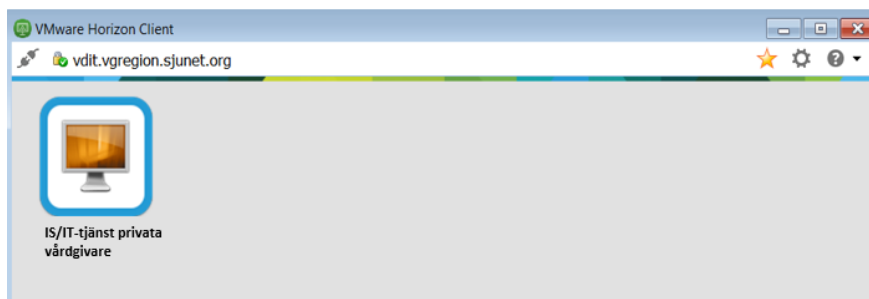 VMware Horizon Client
vdit.vgregion.sjunet.org
IS/IT-tjänst privata
vårdgivare